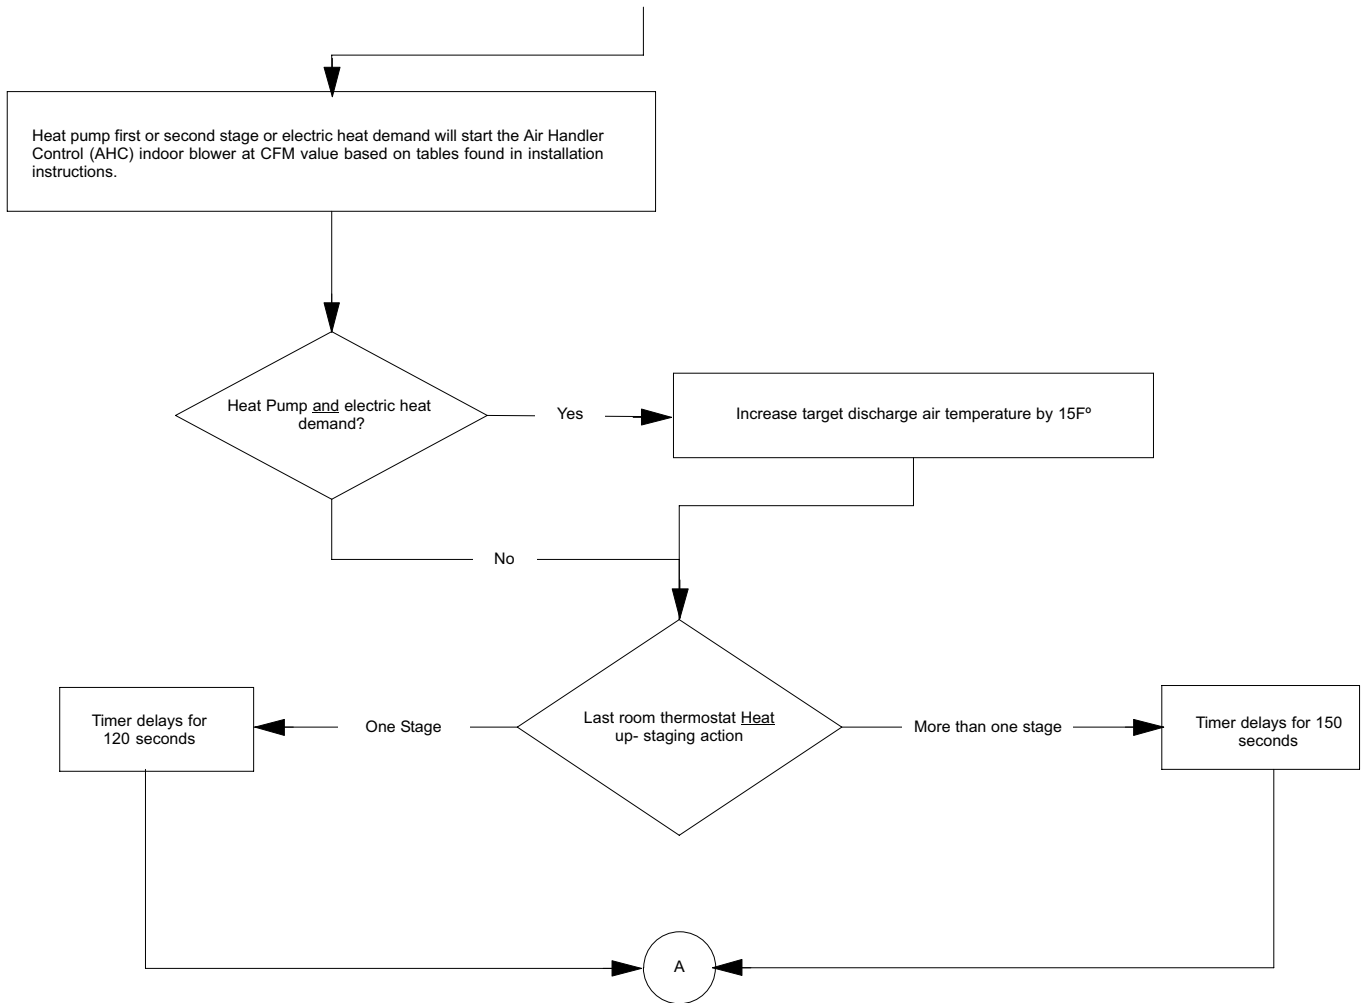 Heat pump first or second stage or electric heat demand will start the Air Handler
Control (AHC) indoor blower at CFM value based on tables found in installation
instructions.
Heat Pump and electric heat
demand?
Yes
Increase target discharge air temperature by 15Fº
No
Timer delays for
120 seconds
One Stage
Last room thermostat Heat
up- staging action
More than one stage
Timer delays for 150
seconds
A